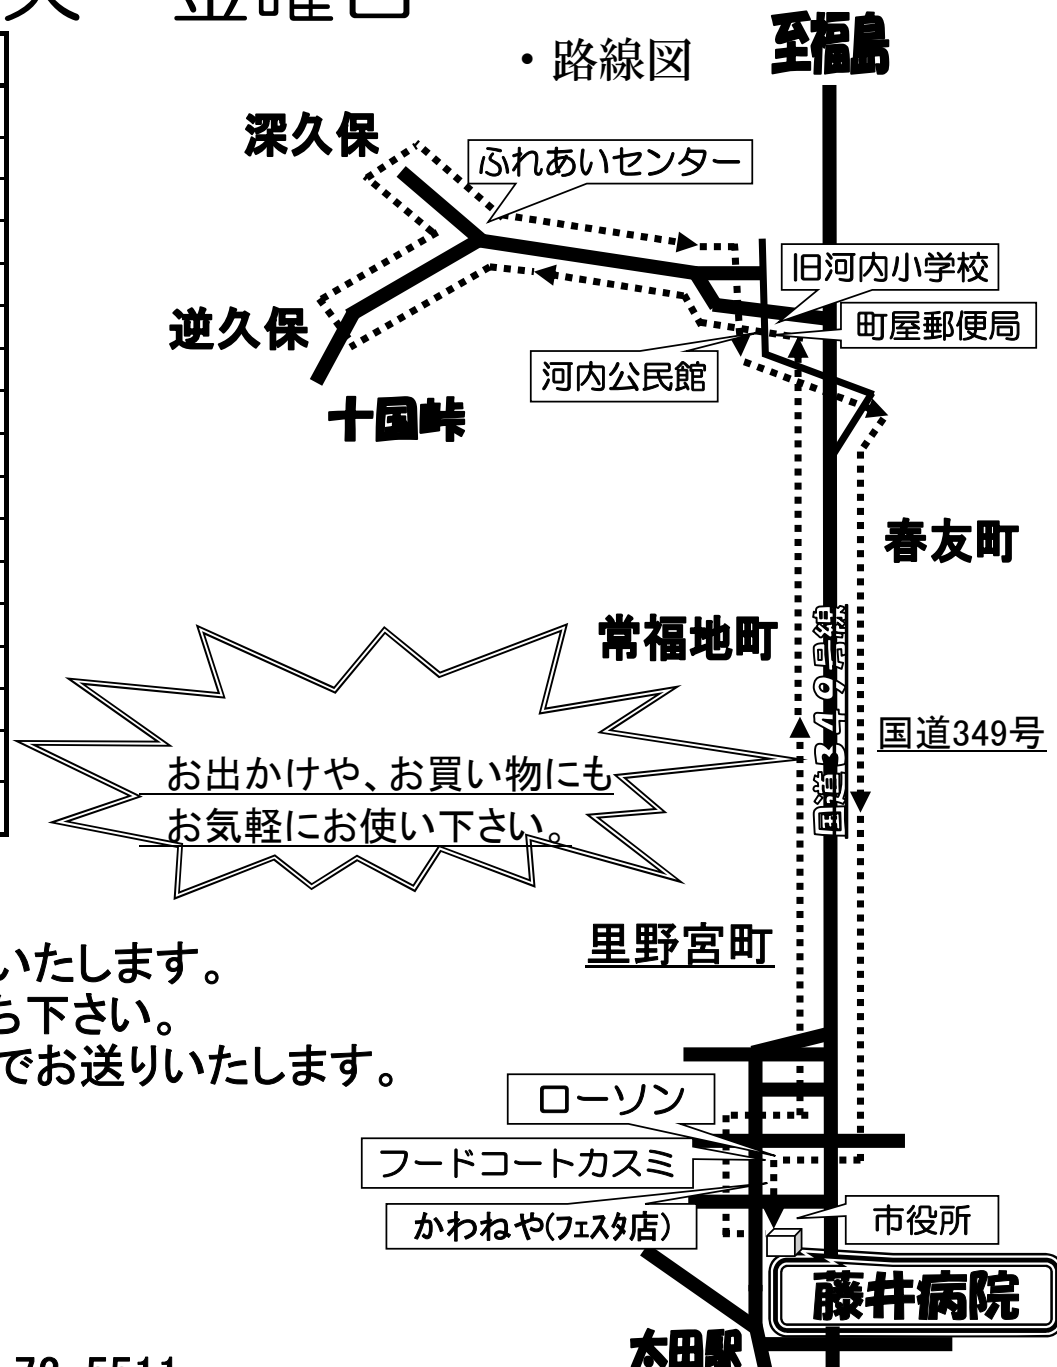 金曜日
・路線図
至福島
深久保
ふれあいセンター
旧河内小学校
逆久保
町屋郵便局
河内公民館
十国峠
春友町
常福地町
国道349号線
国道349号
お出かけや、お買い物にも
お気軽にお使い下さい。
里野宮町
いたします。
ち下さい。
でお送りいたします。
ローソン
フードコートカスミ
かわねや(フェスタ店)
市役所
藤井病院
太田駅